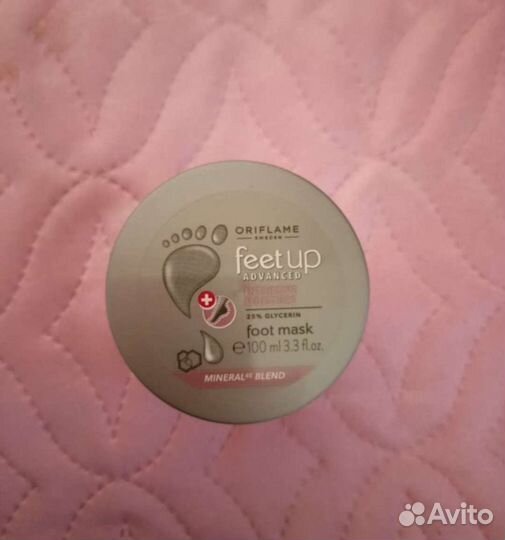 ORIFLAME
SWEDEN
feet up
ADVANCED
25% GLYCERIN
foot mask
℮100 ml 3.3 fl.oz.
MINERAL BLEND
Avito